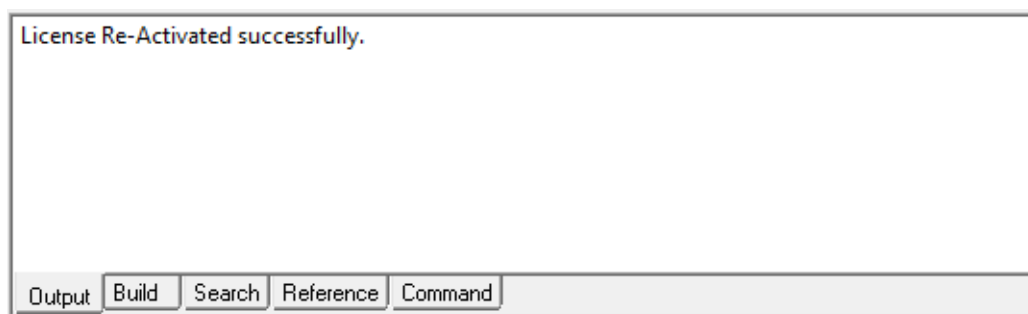 License Re-Activated successfully.
Output Build Search Reference Command